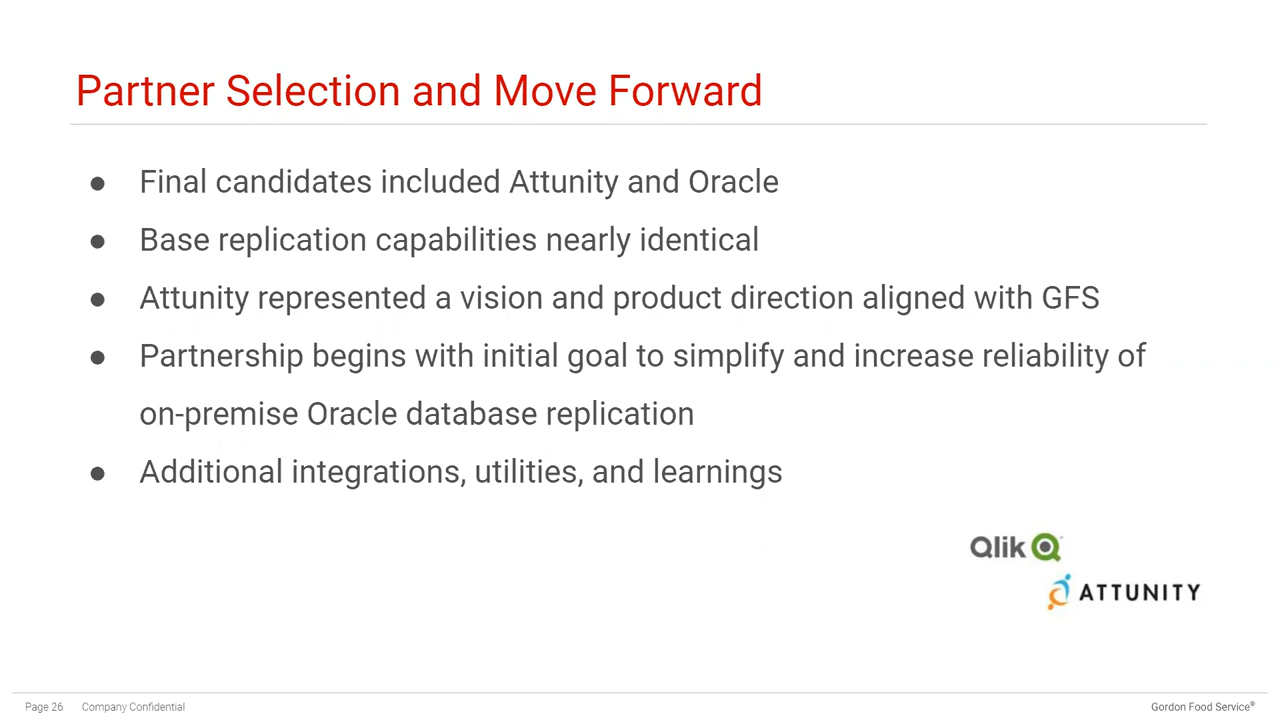 Partner Selection and Move Forward
● Final candidates included Attunity and Oracle
● Base replication capabilities nearly identical
● Attunity represented a vision and product direction aligned with GFS
● Partnership begins with initial goal to simplify and increase reliability of
on-premise Oracle database replication
● Additional integrations, utilities, and learnings
Qlik
ATTUNITY
Page 26 Company Confidential Gordon Food Service®